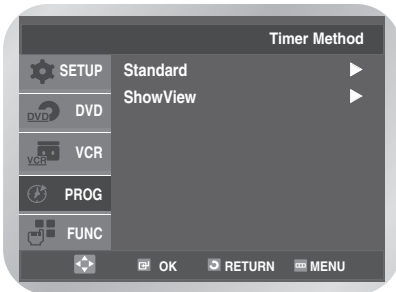 Timer Method
SETUP
Standard
ShowView
DVD
DVD
VCR
VCR
PROG
FUNC
OK
RETURN
MENU